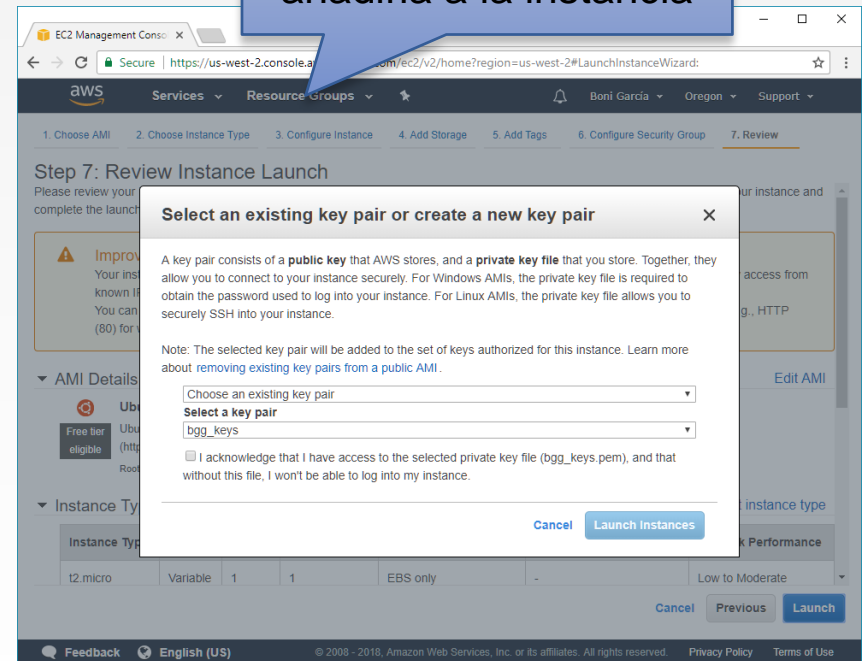 añadirla a la instancia
EC2 Management Conso
Secure | https://us-west-2.console.a om/ec2/v2/home?region=us-west-2#LaunchInstanceWizard:
aws Services Resource Groups Boni García Oregon Support
1. Choose AMI 2. Choose Instance Type 3. Configure Instance 4. Add Storage 5. Add Tags 6. Configure Security Group 7. Review
Step 7: Review Instance Launch
Please review your ur instance and
complete the launch
Select an existing key pair or create a new key pair
Improv
Your inst access from
known IP
You can g., HTTP
(80) for
A key pair consists of a public key that AWS stores, and a private key file that you store. Together, they
allow you to connect to your instance securely. For Windows AMIs, the private key file is required to
obtain the password used to log into your instance. For Linux AMIs, the private key file allows you to
securely SSH into your instance.
Note: The selected key pair will be added to the set of keys authorized for this instance. Learn more
about removing existing key pairs from a public AMI.
AMI Details Edit AMI
Choose an existing key pair
Select a key pair
bgg_keys
Free tier
eligible
Ubu
Ubu
(http
Root
I acknowledge that I have access to the selected private key file (bgg_keys.pem), and that
without this file, I won't be able to log into my instance.
Instance Ty t instance type
Cancel Launch Instances
Instance Typ k Performance
t2.micro Variable 1 1 EBS only - Low to Moderate
Cancel Previous Launch
Feedback English (US) © 2008 - 2018, Amazon Web Services, Inc. or its affiliates. All rights reserved. Privacy Policy Terms of Use